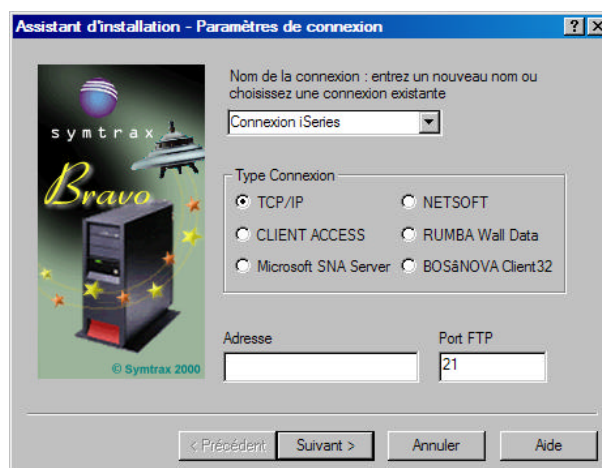 Assistant d'installation - Paramètres de connexion
symtrax
Bravo
© Symtrax 2000
Nom de la connexion : entrez un nouveau nom ou
choisissez une connexion existante
Connexion iSeries
Type Connexion
TCP/IP
NETSOFT
CLIENT ACCESS
RUMBA Wall Data
Microsoft SNA Server
BOSâNOVA Client32
Adresse
Port FTP
21
< Précédent
Suivant >
Annuler
Aide